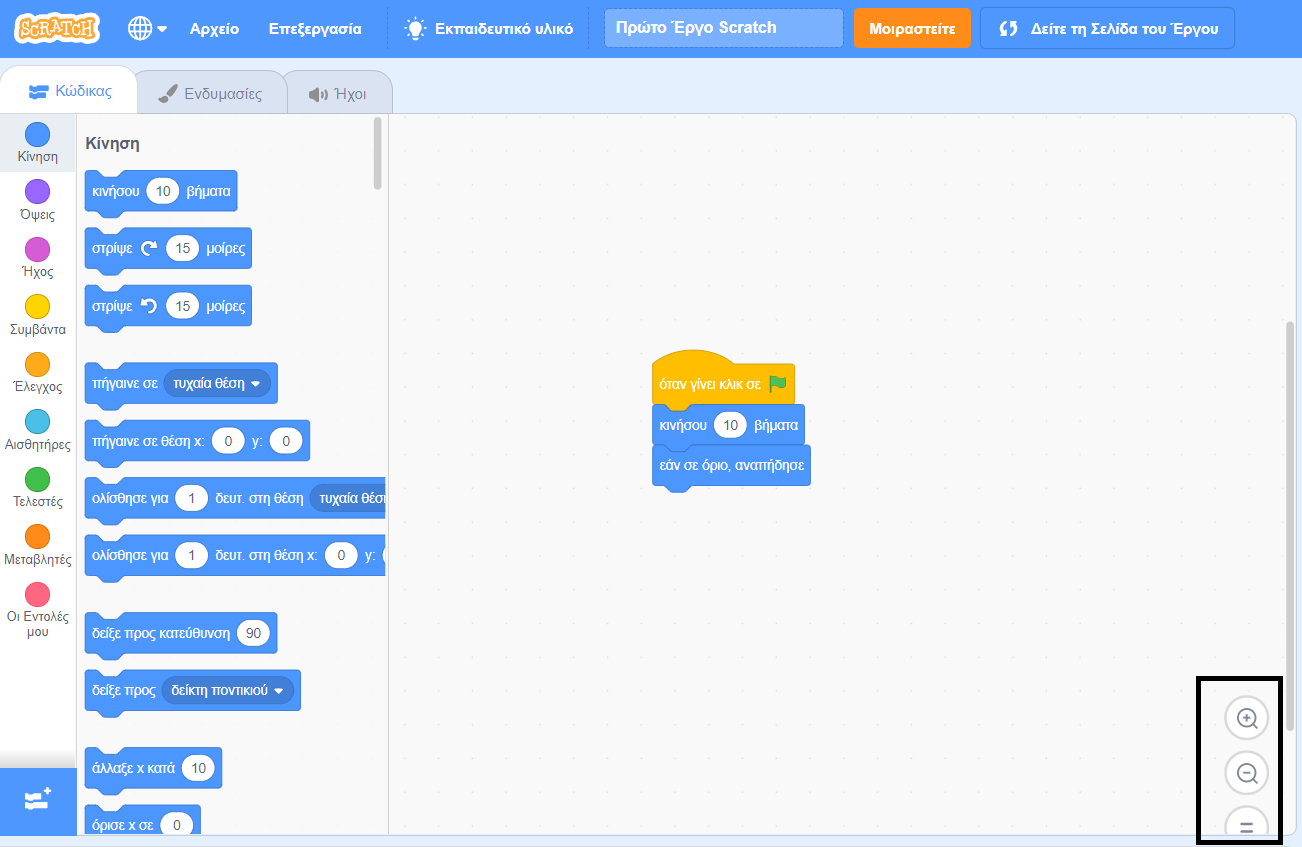 SCRATCH Αρχείο Επεξεργασία Εκπαιδευτικό υλικό Πρώτο Έργο Scratch Μοιραστείτε Δείτε τη Σελίδα του Έργου
Κώδικας Ενδυμασίες Ήχοι
Κίνηση
Όψεις
Ήχος
Συμβάντα
Έλεγχος
Αισθητήρες
Τελεστές
Μεταβλητές
Οι Εντολές
μου
Κίνηση
κινήσου 10 βήματα
στρίψε 15 μοίρες
στρίψε 15 μοίρες
πήγαινε σε τυχαία θέση
πήγαινε σε θέση x: 0 y: 0
ολίσθησε για 1 δευτ. στη θέση τυχαία θέση
ολίσθησε για 1 δευτ. στη θέση x: 0 y:
δείξε προς κατεύθυνση 90
δείξε προς δείκτη ποντικιού
άλλαξε x κατά 10
όρισε x σε 0
όταν γίνει κλικ σε
κινήσου 10 βήματα
εάν σε όριο, αναπήδησε